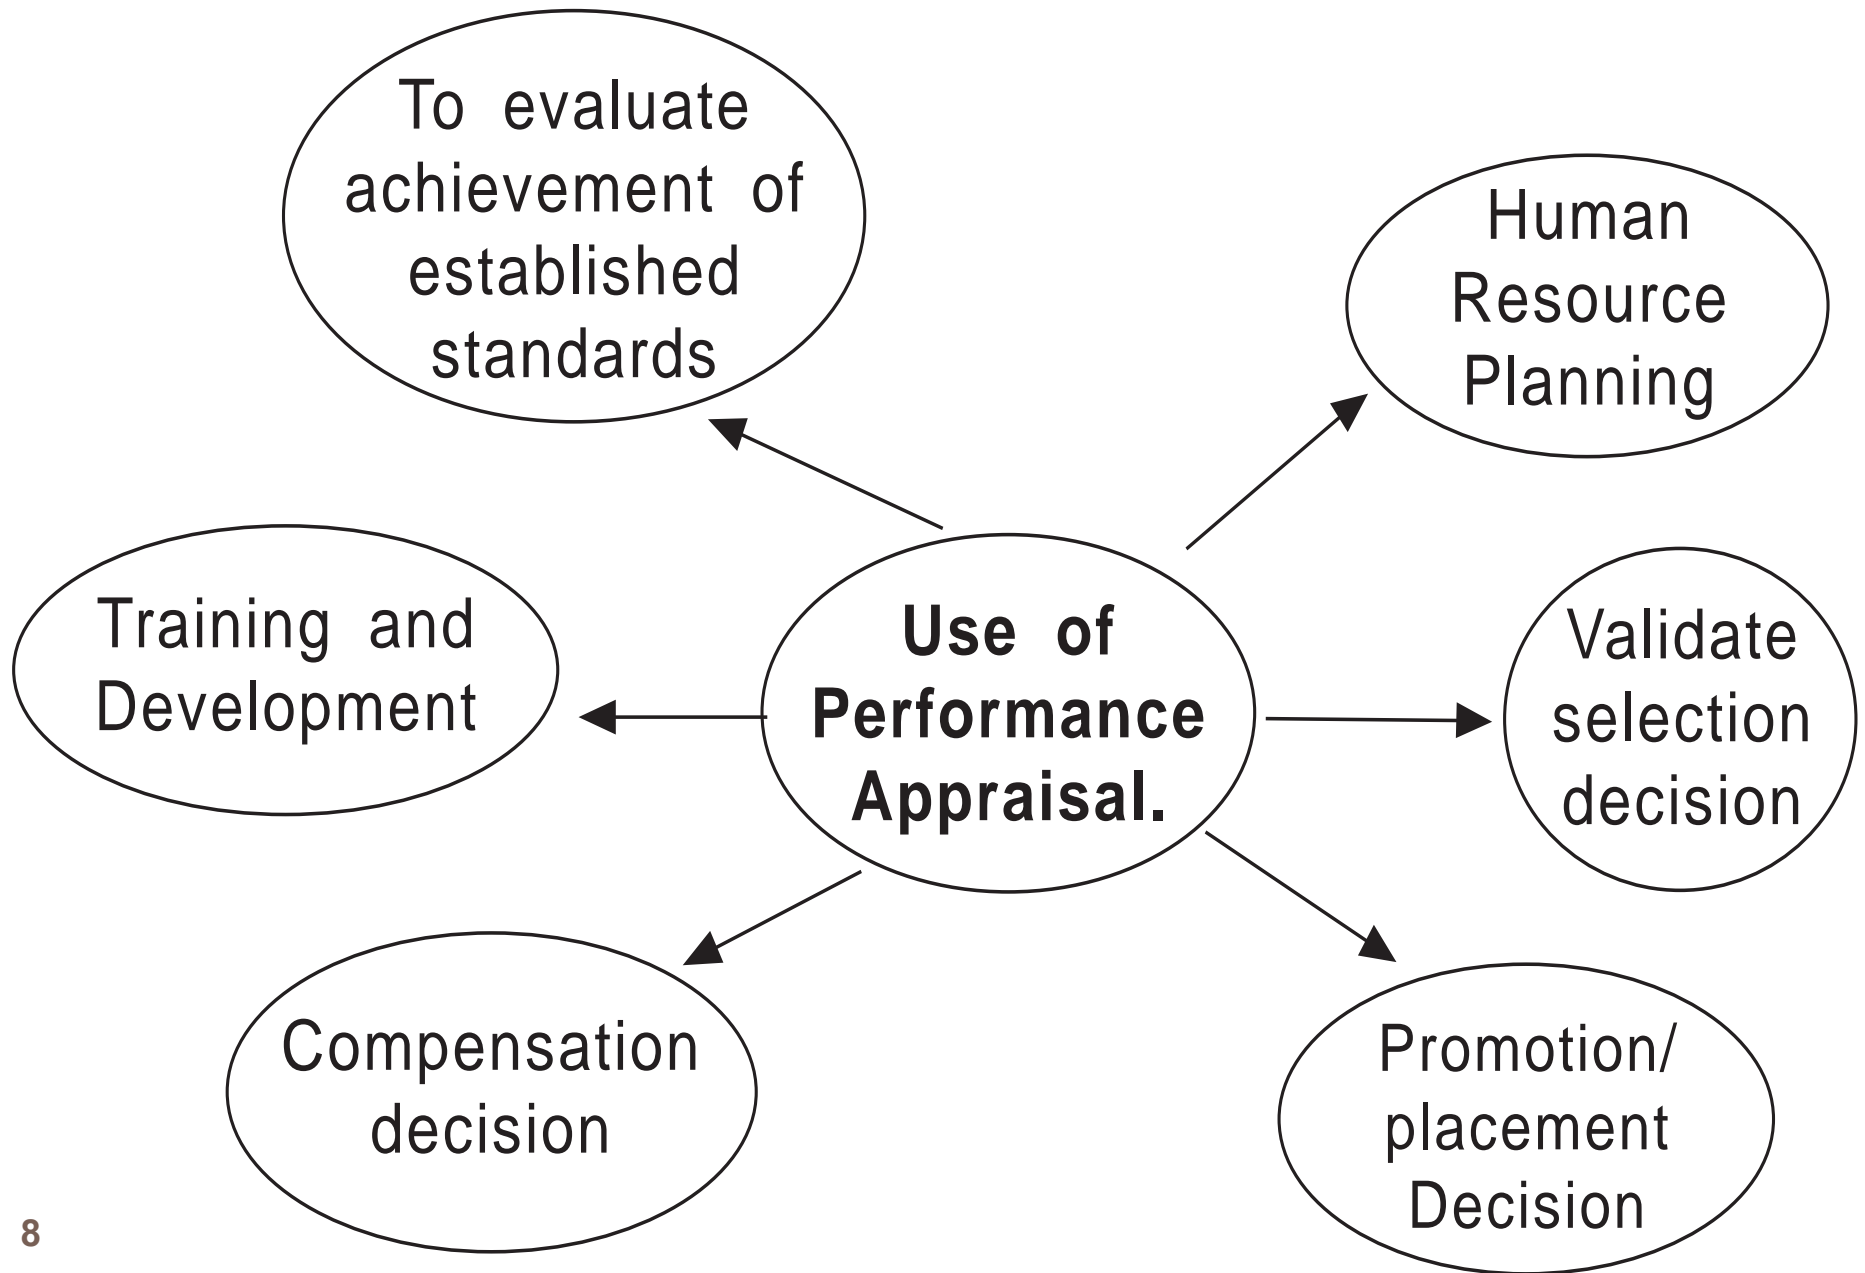 To evaluate
achievement of
established
standards
Human
Resource
Planning
Training and
Development
Use of
Performance
Appraisal.
Validate
selection
decision
Compensation
decision
Promotion/
placement
Decision
8